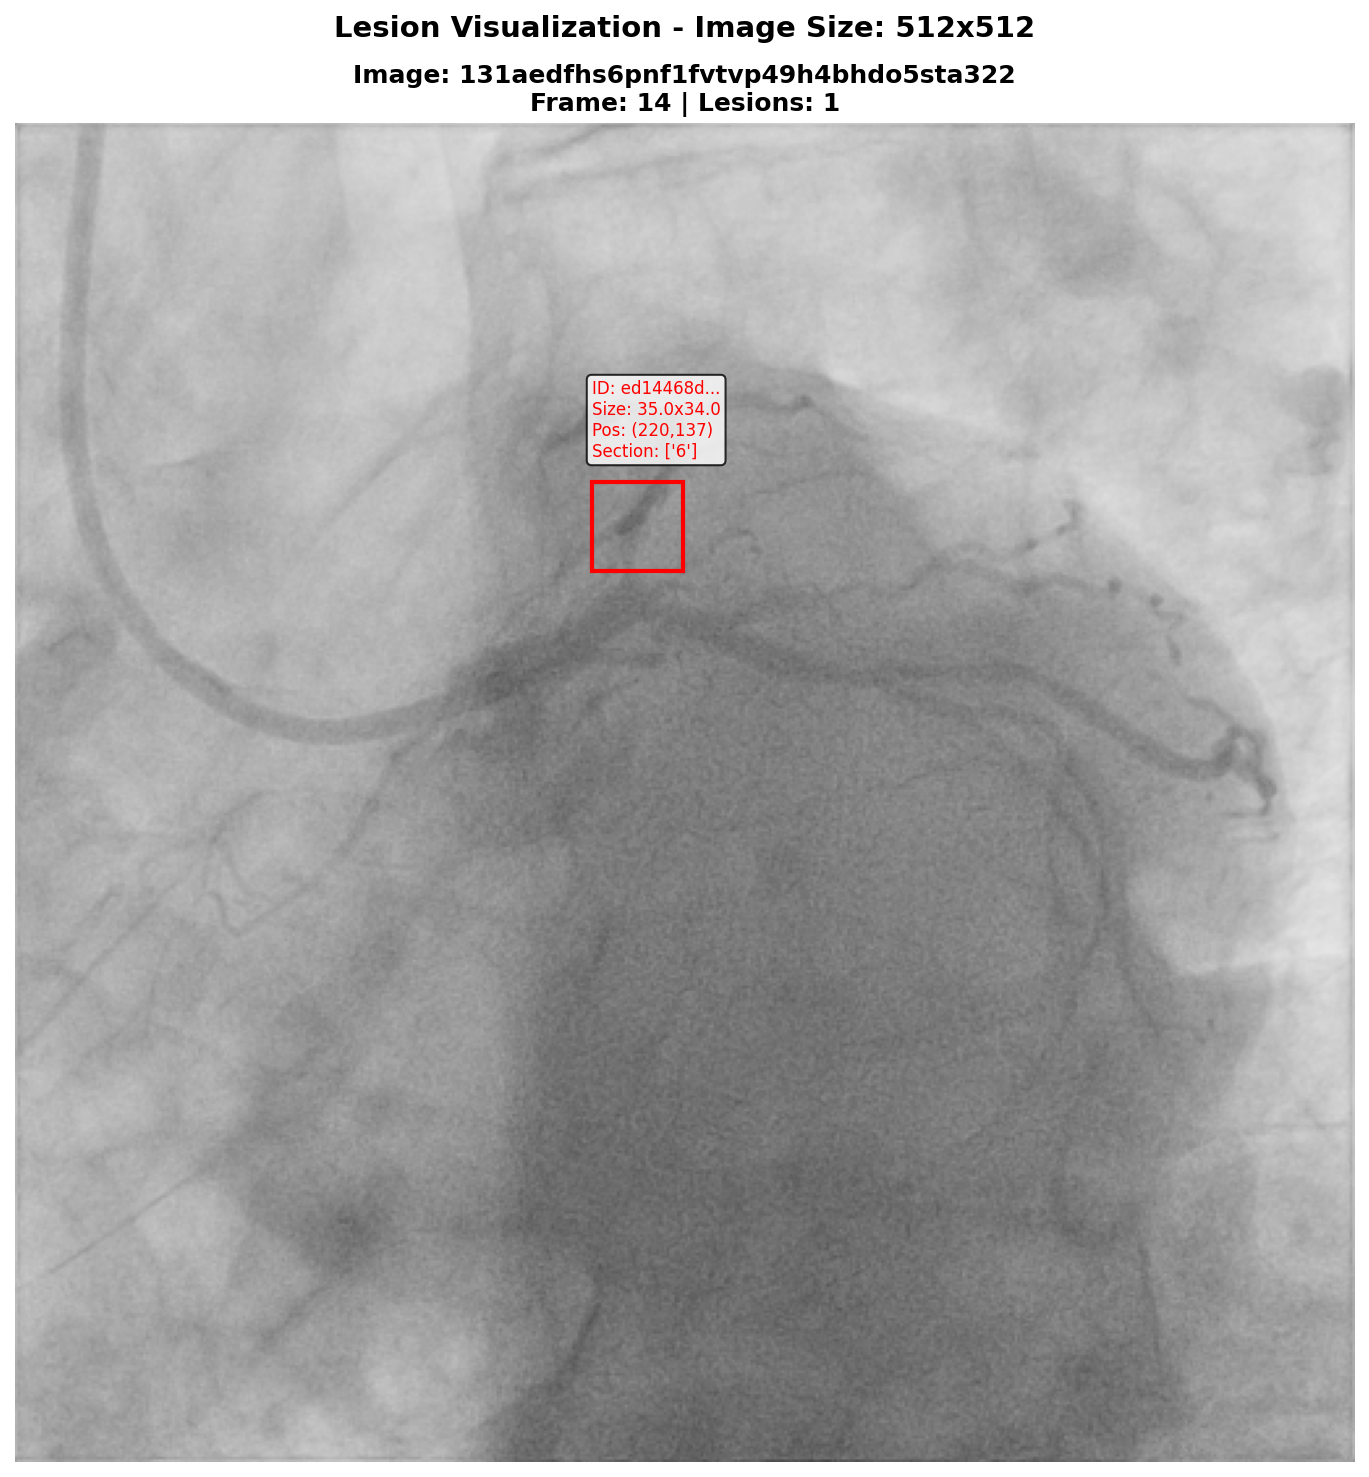 Lesion Visualization - Image Size: 512x512
Image: 131aedfhs6pnf1fvtvp49h4bhdo5sta322
Frame: 14 | Lesions: 1
ID: ed14468d...
Size: 35.0x34.0
Pos: (220,137)
Section: ['6']